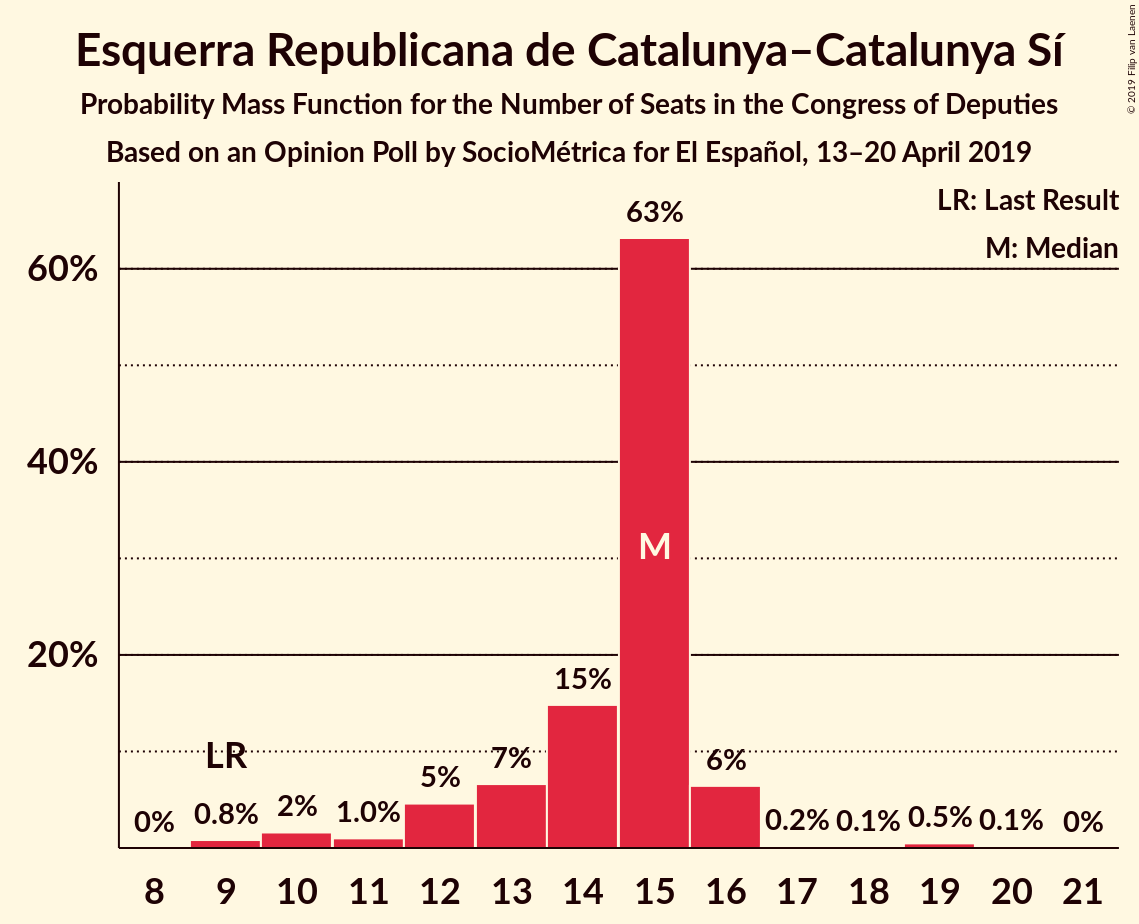 Esquerra Republicana de Catalunya–Catalunya Sí
Probability Mass Function for the Number of Seats in the Congress of Deputies
Based on an Opinion Poll by SocioMétrica for El Español, 13–20 April 2019
© 2019 Filip van Laenen
LR: Last Result
M: Median
63%
60%
40%
M
20%
15%
LR
7%
6%
5%
0%
0.8%
2%
1.0%
0.2%
0.1%
0.5%
0.1%
0%
8 9 10 11 12 13 14 15 16 17 18 19 20 21